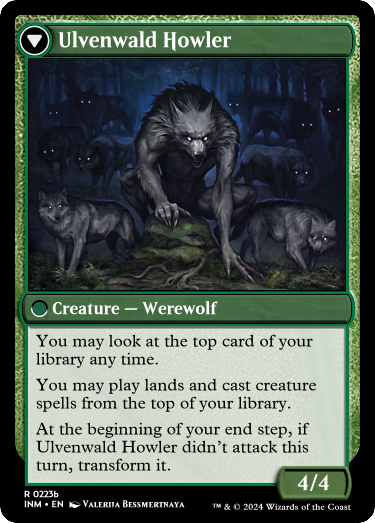 Ulvenwald Howler
Creature — Werewolf
You may look at the top card of your
library any time.
You may play lands and cast creature
spells from the top of your library.
At the beginning of your end step, if
Ulvenwald Howler didn't attack this
turn, transform it.
4/4
R 0223b
INM • EN Valerija Bessmertnaya
™ & © 2024 Wizards of the Coast